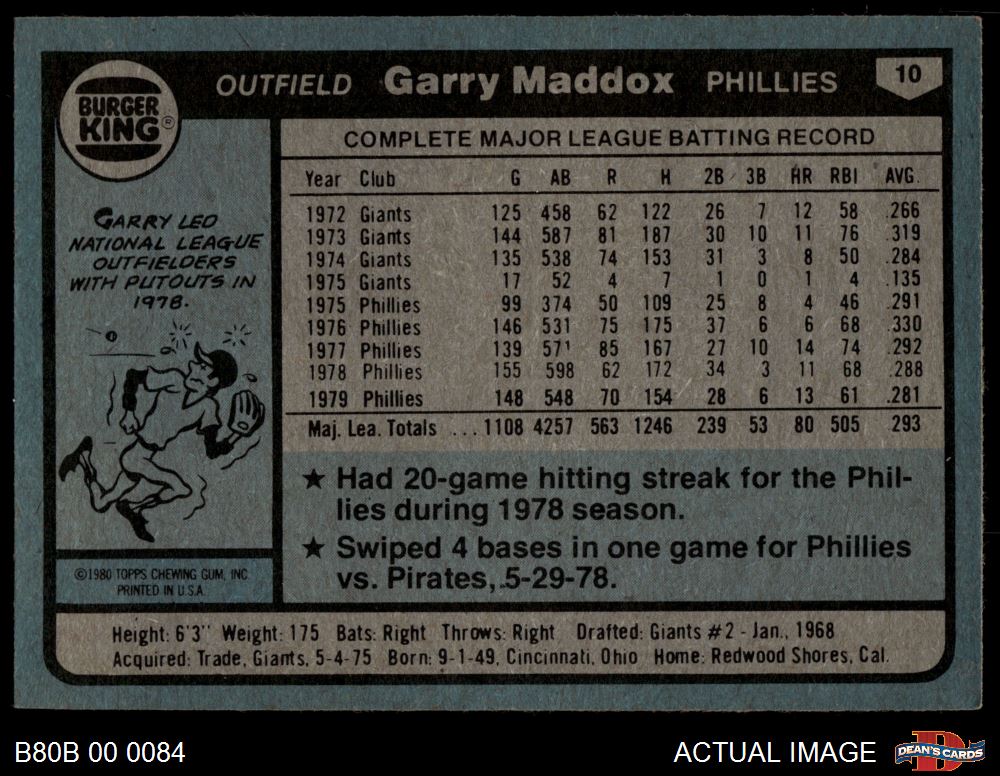 BURGER KING®
OUTFIELD Garry Maddox PHILLIES 10
COMPLETE MAJOR LEAGUE BATTING RECORD
Year Club G AB R H 2B 3B HR RBI AVG.
1972 Giants 125 458 62 122 26 7 12 58 .266
1973 Giants 144 587 81 187 30 10 11 76 .319
1974 Giants 135 538 74 153 31 3 8 50 .284
1975 Giants 17 52 4 7 1 0 1 4 .135
1975 Phillies 99 374 50 109 25 8 4 46 .291
1976 Phillies 146 531 75 175 37 6 6 68 .330
1977 Phillies 139 571 85 167 27 10 14 74 .292
1978 Phillies 155 598 62 172 34 3 11 68 .288
1979 Phillies 148 548 70 154 28 6 13 61 .281
Maj. Lea. Totals ... 1108 4257 563 1246 239 53 80 505 .293
GARRY LED
NATIONAL LEAGUE
OUTFIELDERS
WITH PUTOUTS IN
1978.
★ Had 20-game hitting streak for the Phil-
lies during 1978 season.
★ Swiped 4 bases in one game for Phillies
vs. Pirates, 5-29-78.
©1980 TOPPS CHEWING GUM, INC.
PRINTED IN U.S.A.
Height: 6'3" Weight: 175 Bats: Right Throws: Right Drafted: Giants #2 - Jan., 1968
Acquired: Trade, Giants, 5-4-75 Born: 9-1-49, Cincinnati, Ohio Home: Redwood Shores, Cal.
B80B 00 0084 ACTUAL IMAGE DEAN'S CARDS